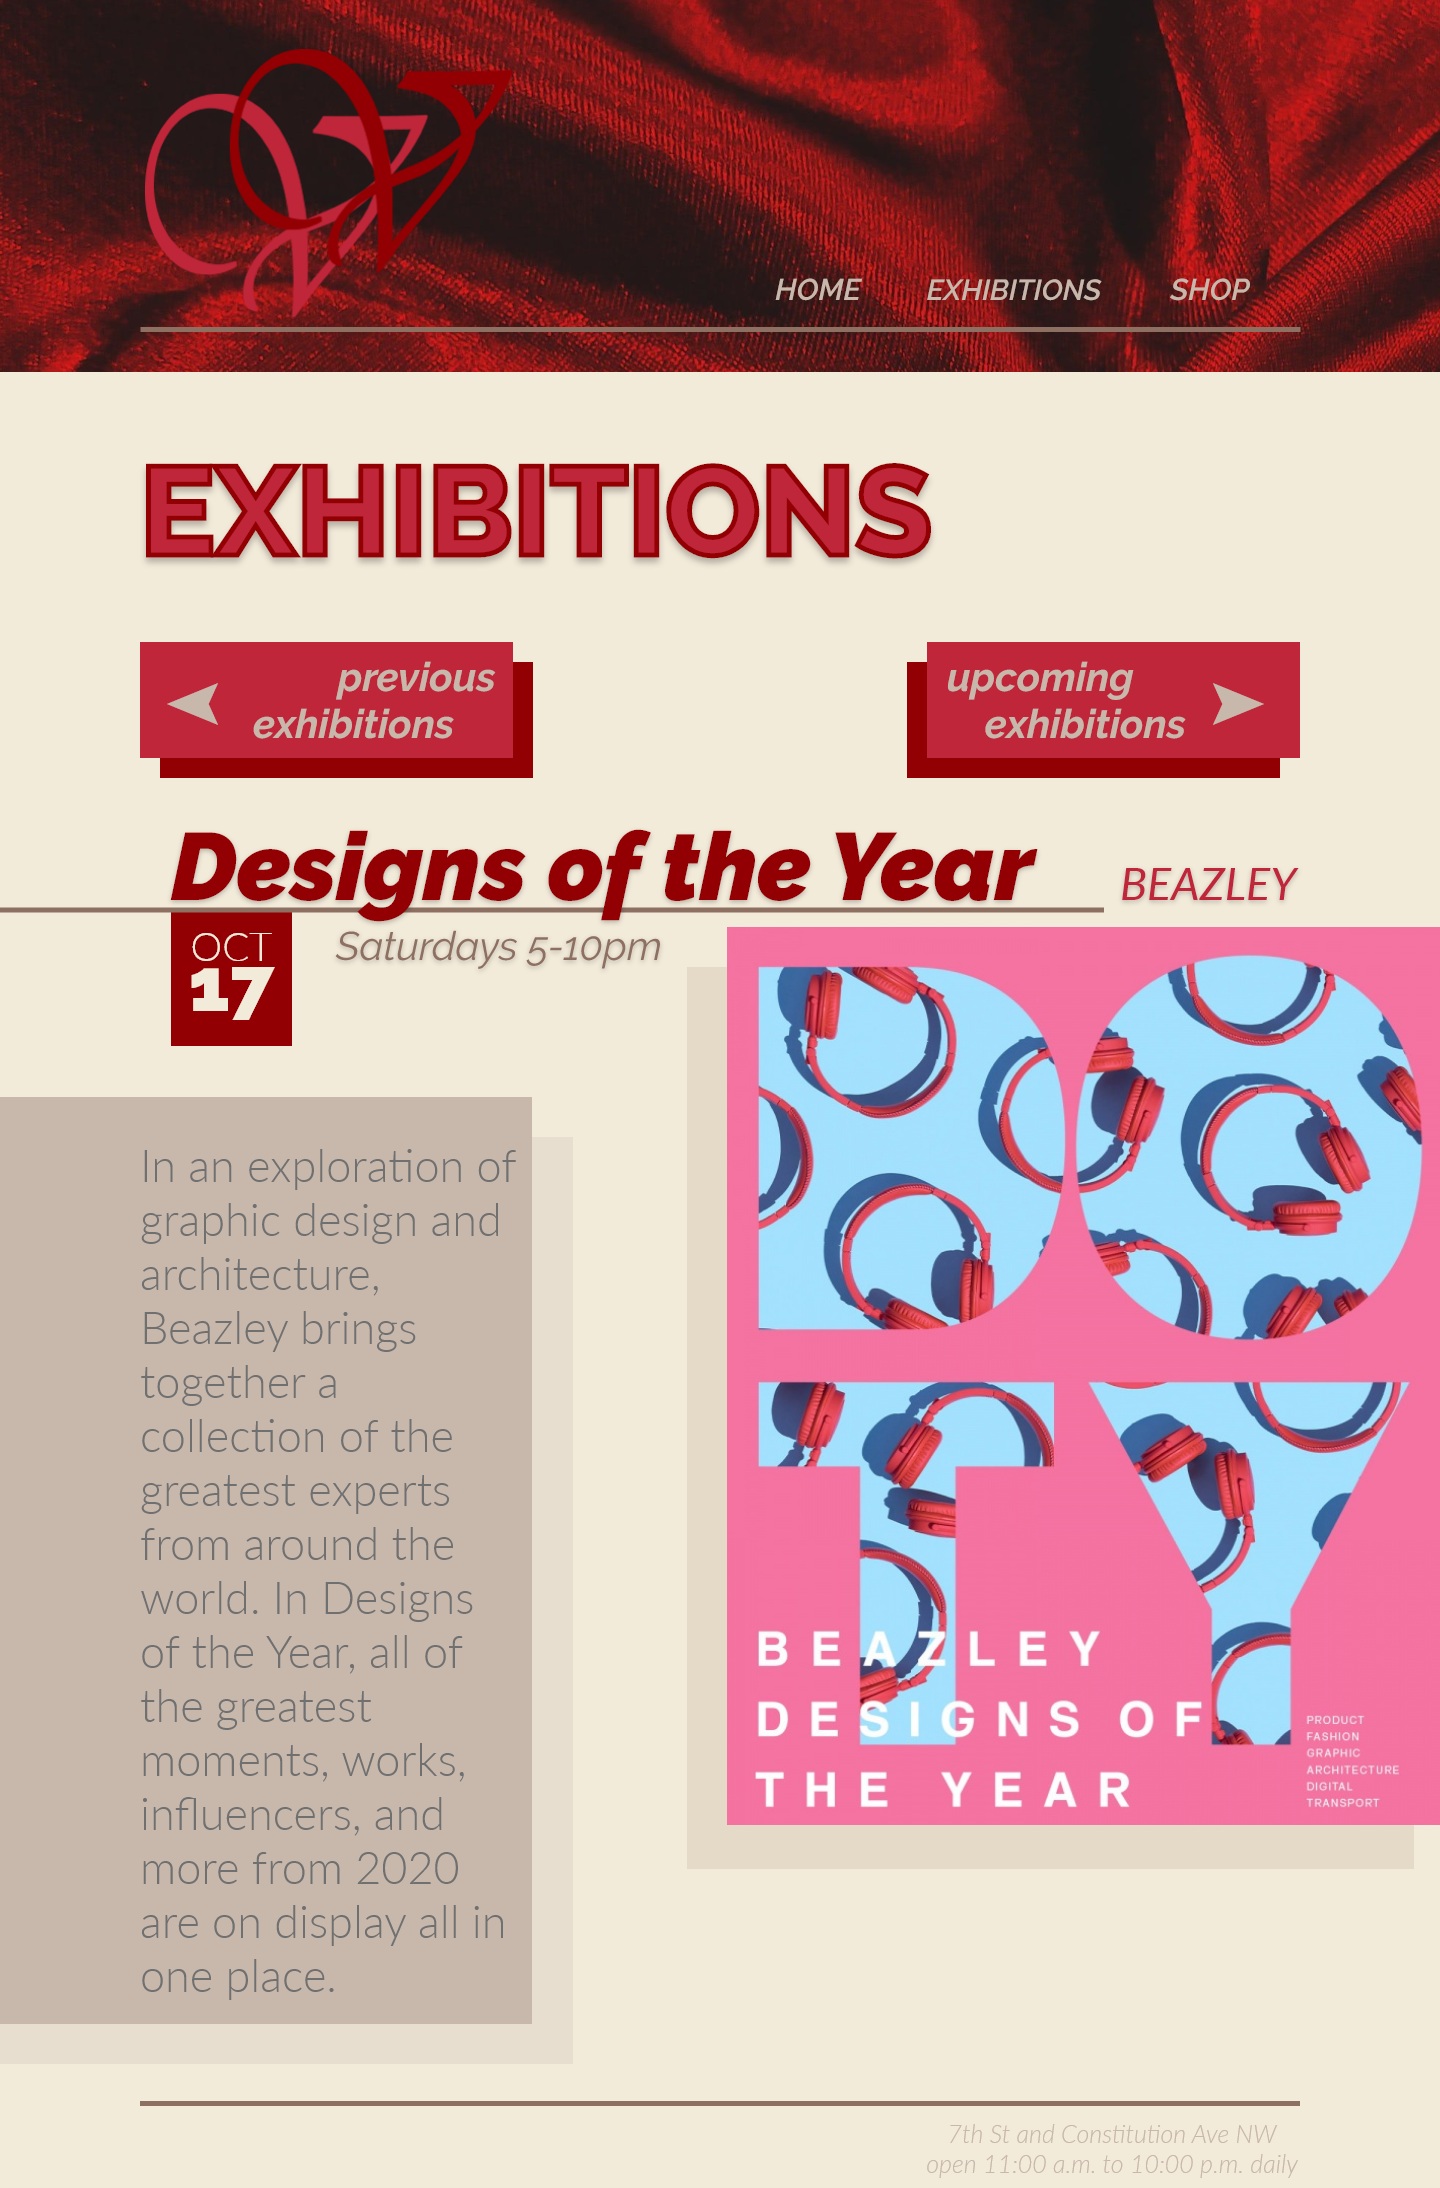 HOME EXHIBITIONS SHOP
EXHIBITIONS
previous
exhibitions
upcoming
exhibitions
Designs of the Year
BEAZLEY
OCT
17
Saturdays 5-10pm
In an exploration of
graphic design and
architecture,
Beazley brings
together a
collection of the
greatest experts
from around the
world. In Designs
of the Year, all of
the greatest
moments, works,
influencers, and
more from 2020
are on display all in
one place.
DO
TY
BEAZLEY
DESIGNS OF
THE YEAR
PRODUCT
FASHION
GRAPHIC
ARCHITECTURE
DIGITAL
TRANSPORT
7th St and Constitution Ave NW
open 11:00 a.m. to 10:00 p.m. daily